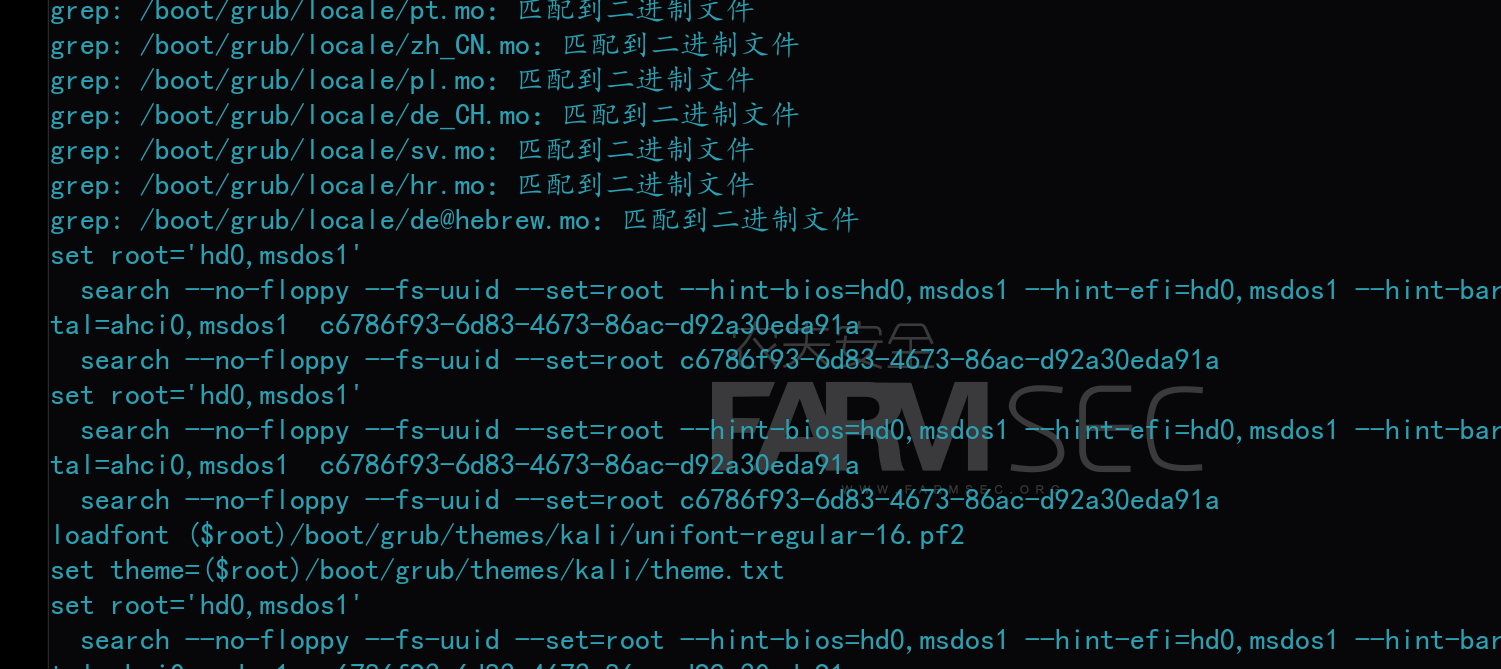 grep: /boot/grub/locale/pt.mo：匹配到二进制文件
grep: /boot/grub/locale/zh_CN.mo：匹配到二进制文件
grep: /boot/grub/locale/pl.mo：匹配到二进制文件
grep: /boot/grub/locale/de_CH.mo：匹配到二进制文件
grep: /boot/grub/locale/sv.mo：匹配到二进制文件
grep: /boot/grub/locale/hr.mo：匹配到二进制文件
grep: /boot/grub/locale/de@hebrew.mo：匹配到二进制文件
set root='hd0,msdos1'
  search --no-floppy --fs-uuid --set=root --hint-bios=hd0,msdos1 --hint-efi=hd0,msdos1 --hint-bar
tal=ahci0,msdos1  c6786f93-6d83-4673-86ac-d92a30eda91a
农夫安全
  search --no-floppy --fs-uuid --set=root c6786f93-6d83-4673-86ac-d92a30eda91a
set root='hd0,msdos1'
FARMSEC
  search --no-floppy --fs-uuid --set=root --hint-bios=hd0,msdos1 --hint-efi=hd0,msdos1 --hint-bar
tal=ahci0,msdos1  c6786f93-6d83-4673-86ac-d92a30eda91a
WWW.FARMSEC.ORG
  search --no-floppy --fs-uuid --set=root c6786f93-6d83-4673-86ac-d92a30eda91a
loadfont ($root)/boot/grub/themes/kali/unifont-regular-16.pf2
set theme=($root)/boot/grub/themes/kali/theme.txt
set root='hd0,msdos1'
  search --no-floppy --fs-uuid --set=root --hint-bios=hd0,msdos1 --hint-efi=hd0,msdos1 --hint-bar